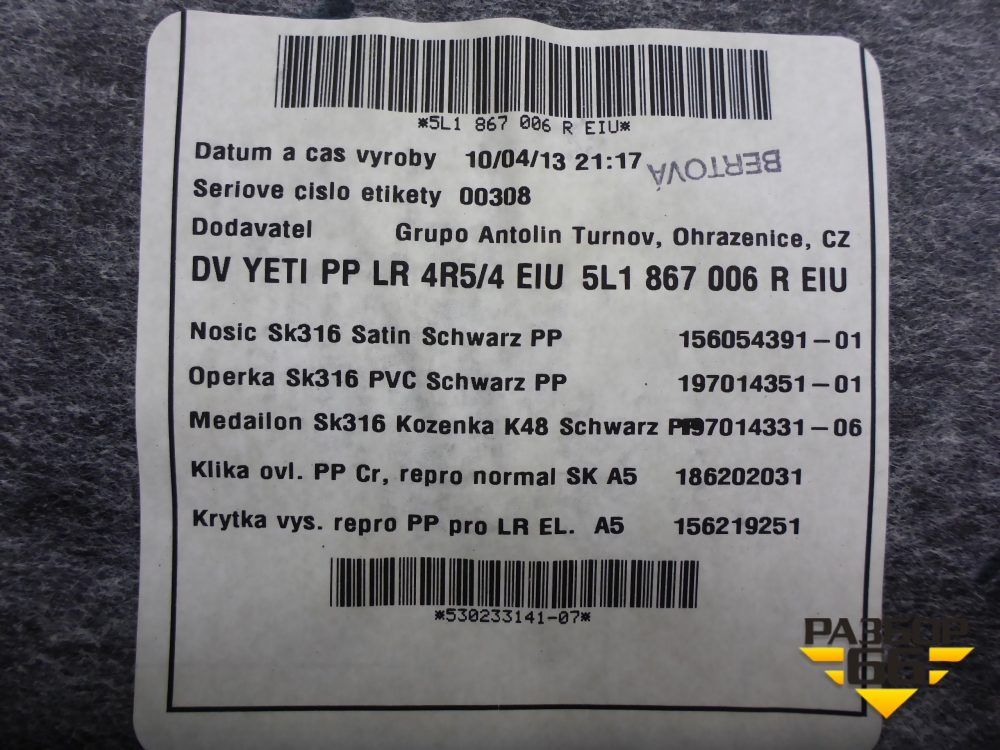 *5L1 867 006 R EIU*
Datum a cas vyroby 10/04/13 21:17
BERTOVÁ
Seriove cislo etikety 00308
Dodavatel Grupo Antolin Turnov, Ohrazenice, CZ
DV YETI PP LR 4R5/4 EIU 5L1 867 006 R EIU
Nosic Sk316 Satin Schwarz PP 156054391-01
Operka Sk316 PVC Schwarz PP 197014351-01
Medailon Sk316 Kozenka K48 Schwarz PP197014331-06
Klika ovl. PP Cr, repro normal SK A5 186202031
Krytka vys. repro PP pro LR EL. A5 156219251
*530233141-07*
РАЗБОР
66